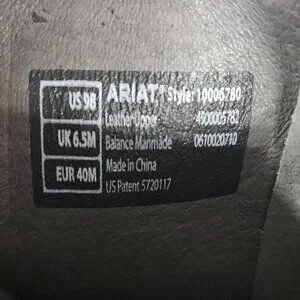 US 9B
UK 6.5M
EUR 40M
ARIAT® Style: 10006780
Leather Upper 4900005782
Balance Manmade 0610020710
Made in China
US Patent 5720117